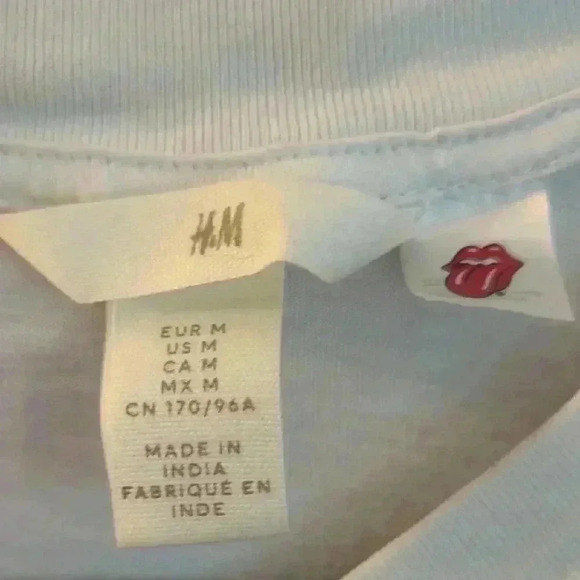 H&M
EUR M
US M
CA M
MX M
CN 170/96A
MADE IN
INDIA
FABRIQUÉ EN
INDE